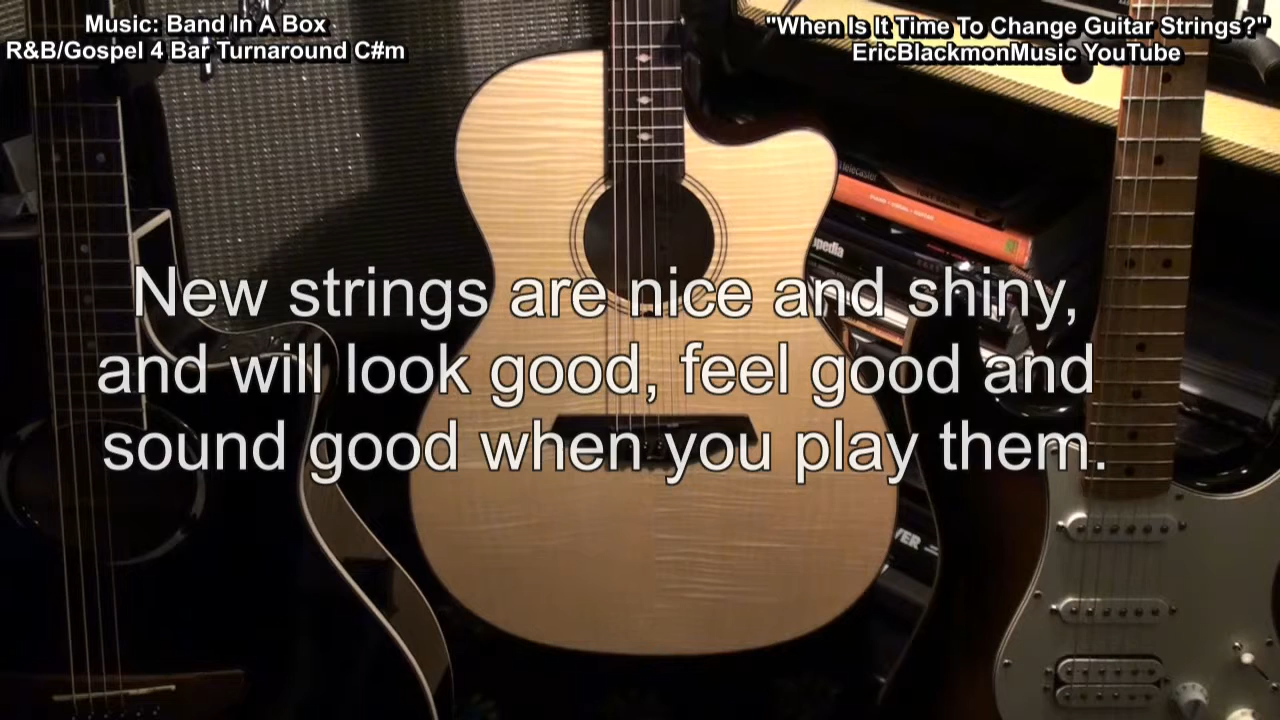 Music: Band In A Box
R&B/Gospel 4 Bar Turnaround C#m
"When Is It Time To Change Guitar Strings?"
EricBlackmonMusic YouTube
Telecaster
New strings are nice and shiny,
and will look good, feel good and
sound good when you play them.